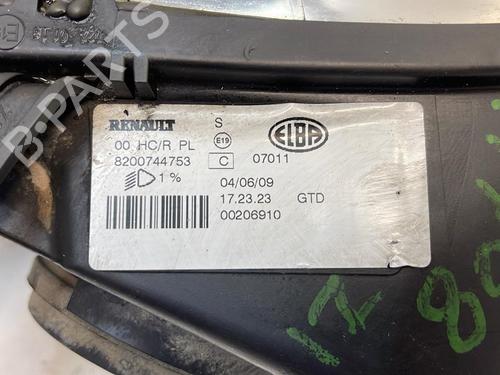 RENAULT S
00 HC/R PL E19 ELBA
8200744753 C 07011
1 % 04/06/09
17.23.23 GTD
00206910
B-PARTS